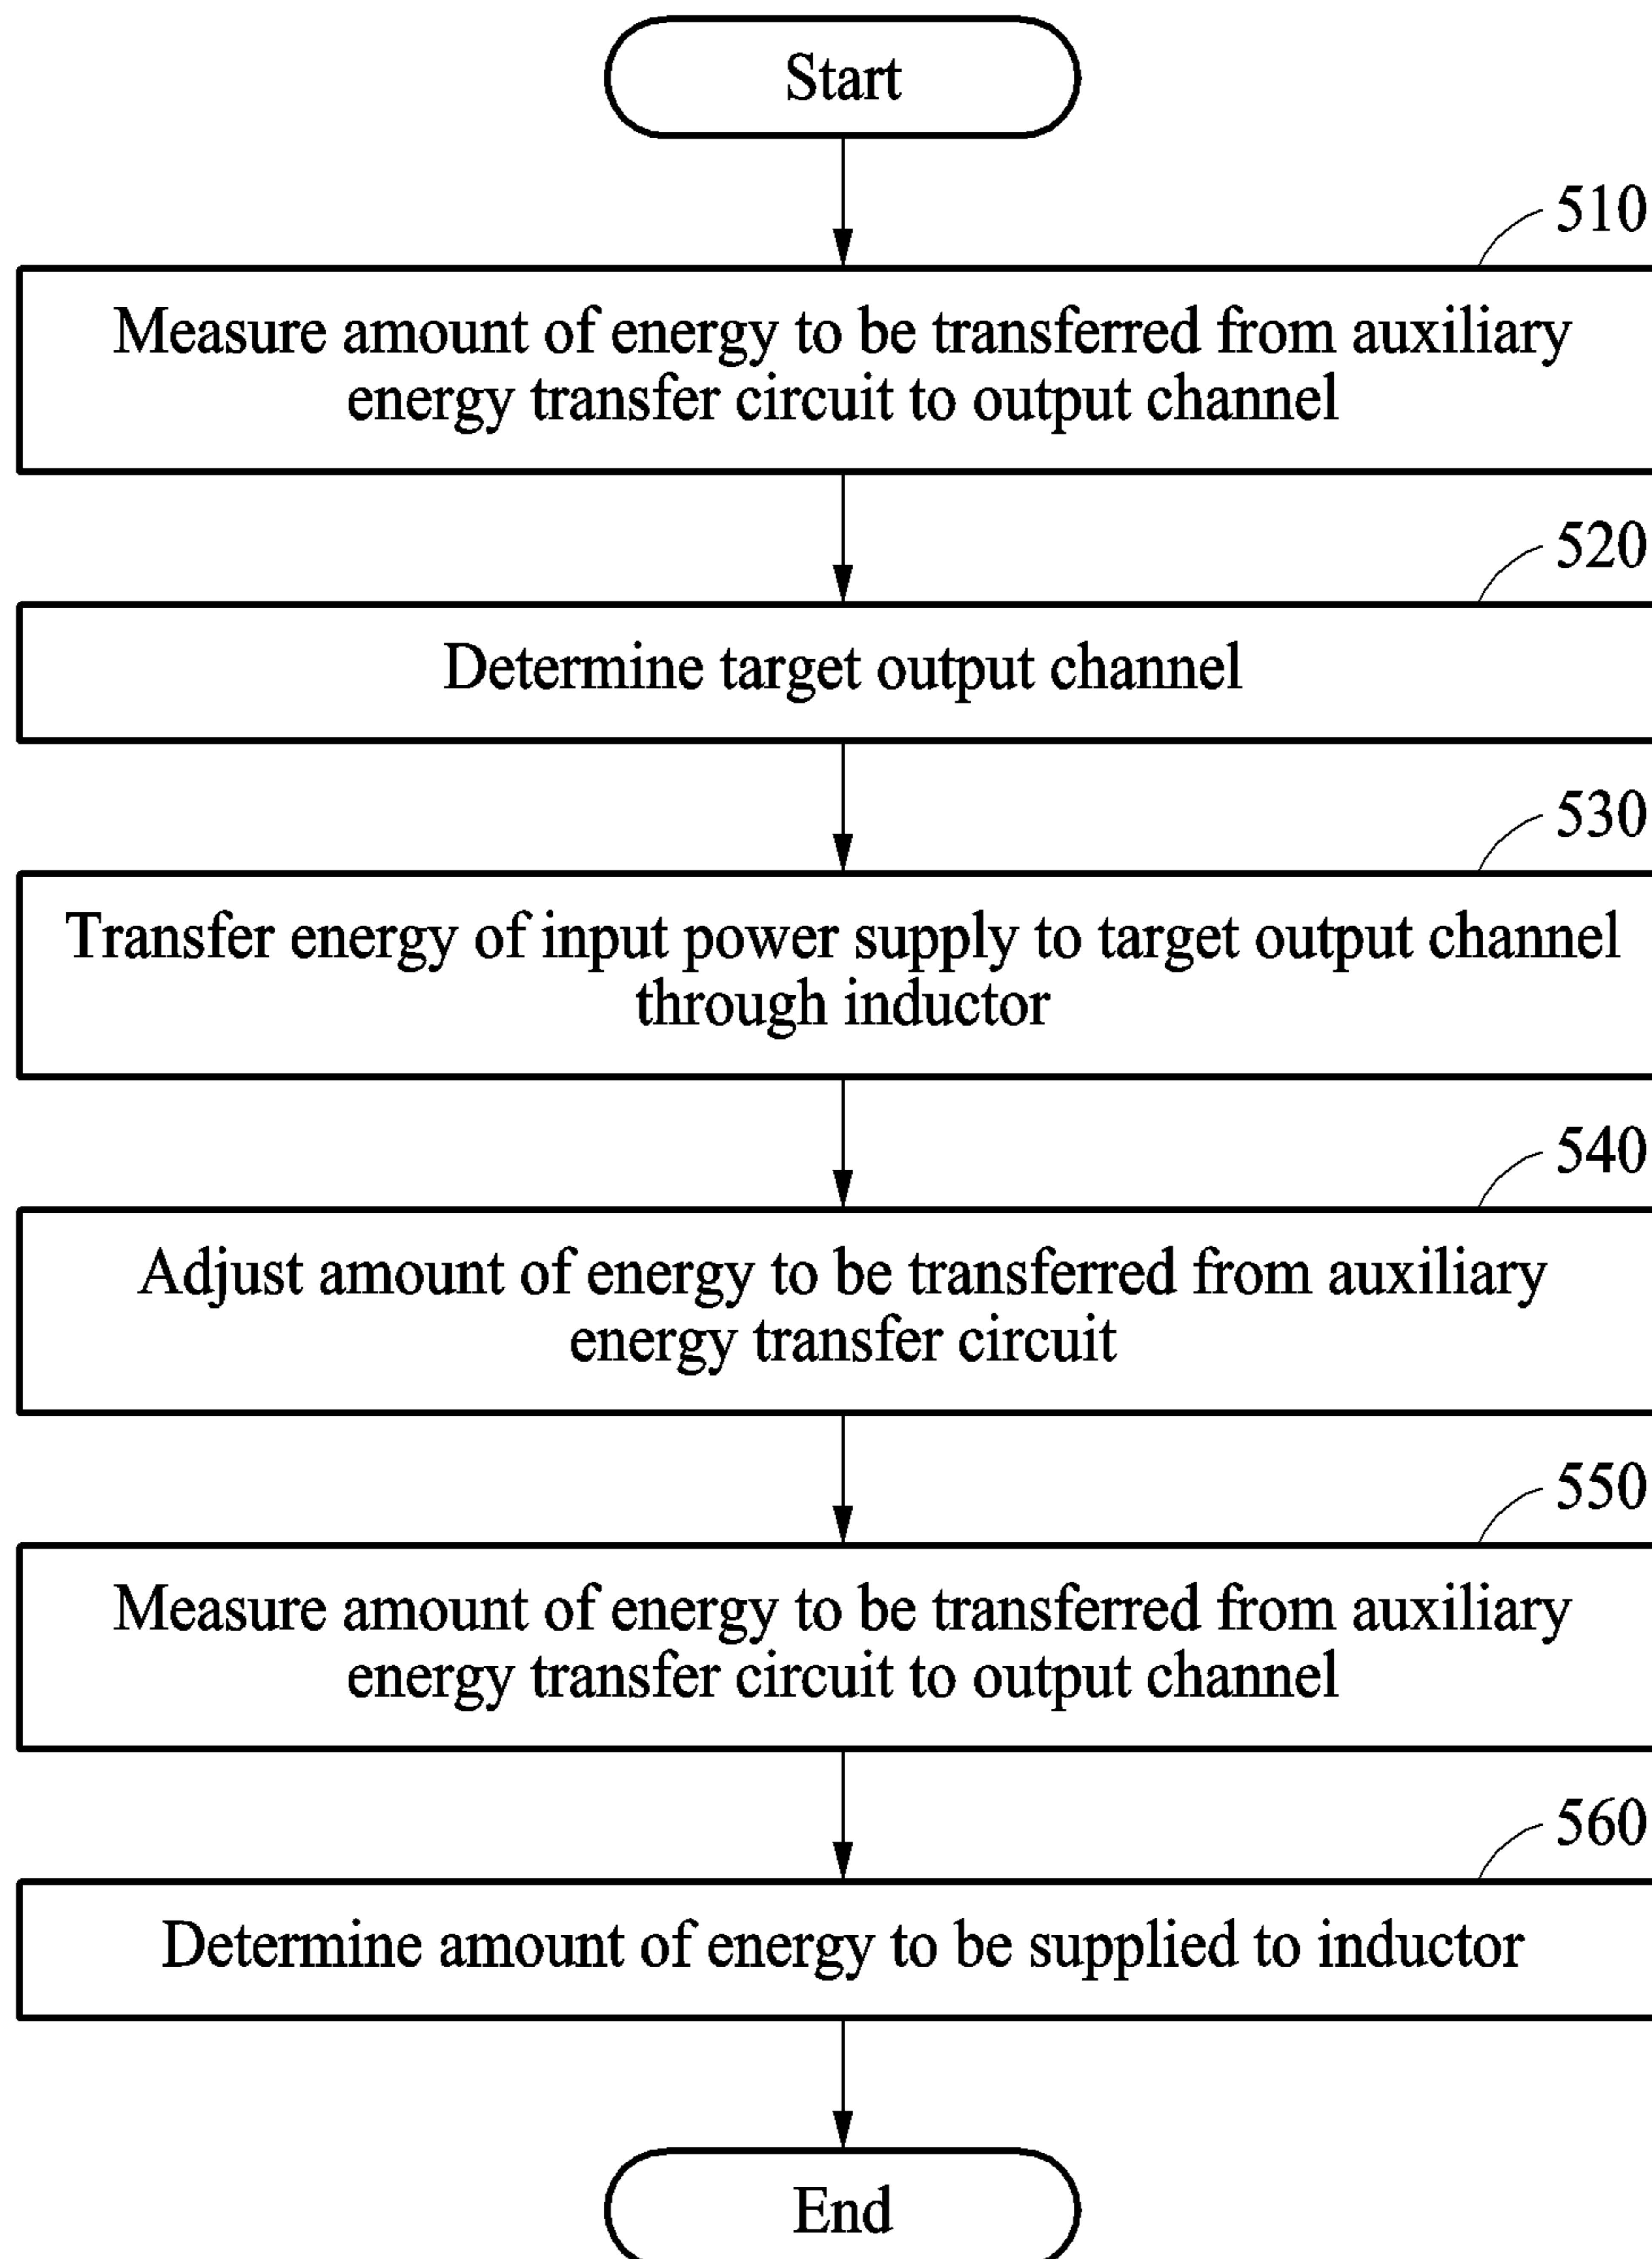 Start
510
Measure amount of energy to be transferred from auxiliary
energy transfer circuit to output channel
520
Determine target output channel
530
Transfer energy of input power supply to target output channel
through inductor
540
Adjust amount of energy to be transferred from auxiliary
energy transfer circuit
550
Measure amount of energy to be transferred from auxiliary
energy transfer circuit to output channel
560
Determine amount of energy to be supplied to inductor
End